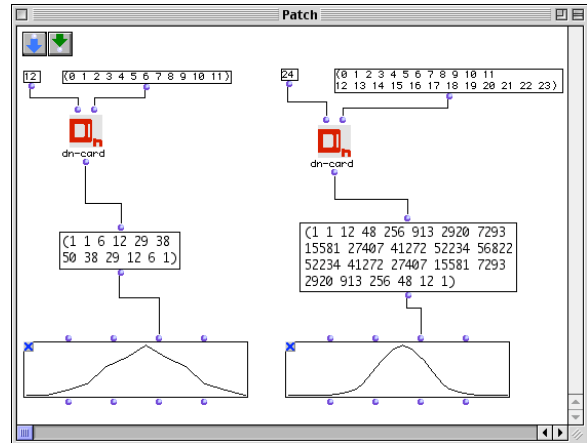 Patch
12
(0 1 2 3 4 5 6 7 8 9 10 11)
24
(0 1 2 3 4 5 6 7 8 9 10 11
12 13 14 15 16 17 18 19 20 21 22 23)
dn-card
dn-card
(1 1 6 12 29 38
50 38 29 12 6 1)
(1 1 12 48 256 913 2920 7293
15581 27407 41272 52234 56822
52234 41272 27407 15581 7293
2920 913 256 48 12 1)